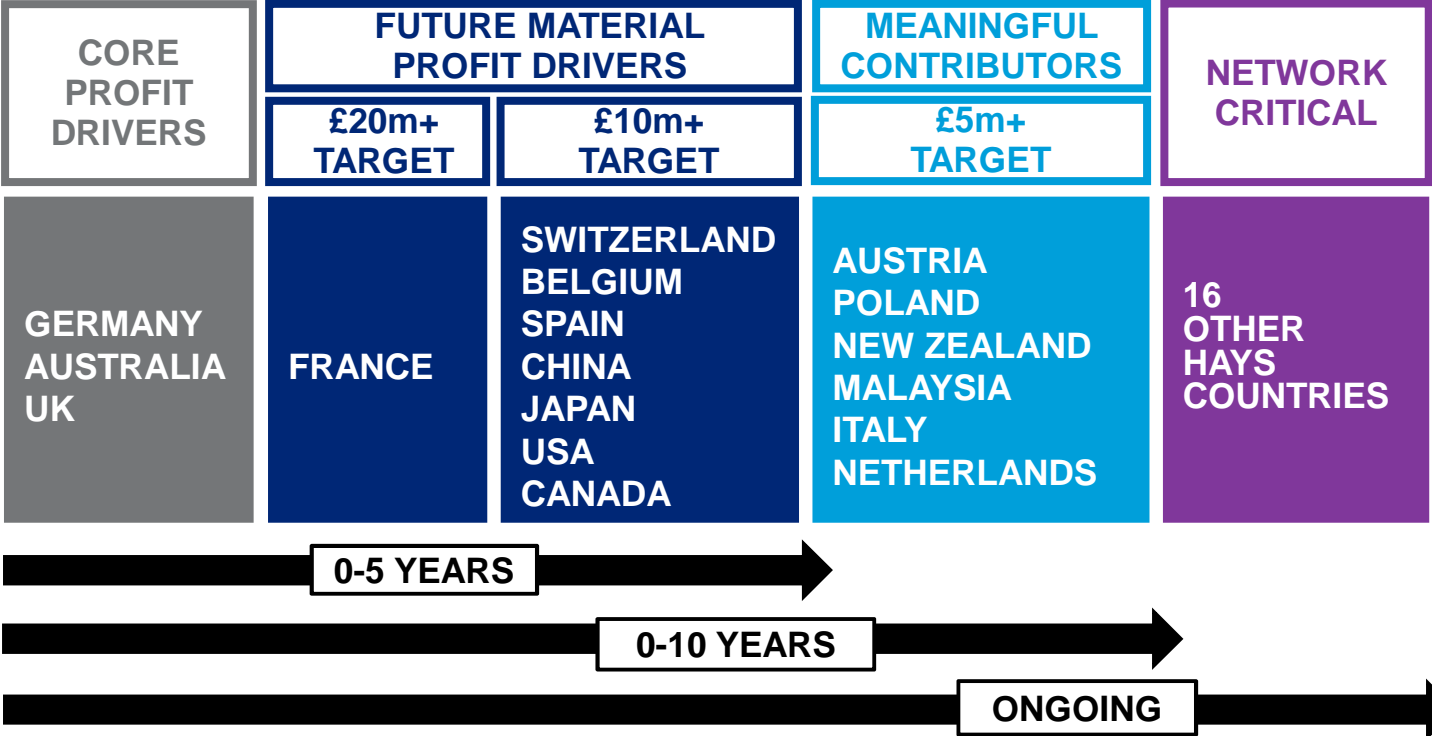 CORE
PROFIT
DRIVERS
FUTURE MATERIAL
PROFIT DRIVERS
£20m+
TARGET
£10m+
TARGET
MEANINGFUL
CONTRIBUTORS
£5m+
TARGET
NETWORK
CRITICAL
GERMANY
AUSTRALIA
UK
FRANCE
SWITZERLAND
BELGIUM
SPAIN
CHINA
JAPAN
USA
CANADA
AUSTRIA
POLAND
NEW ZEALAND
MALAYSIA
ITALY
NETHERLANDS
16
OTHER
HAYS
COUNTRIES
0-5 YEARS
0-10 YEARS
ONGOING